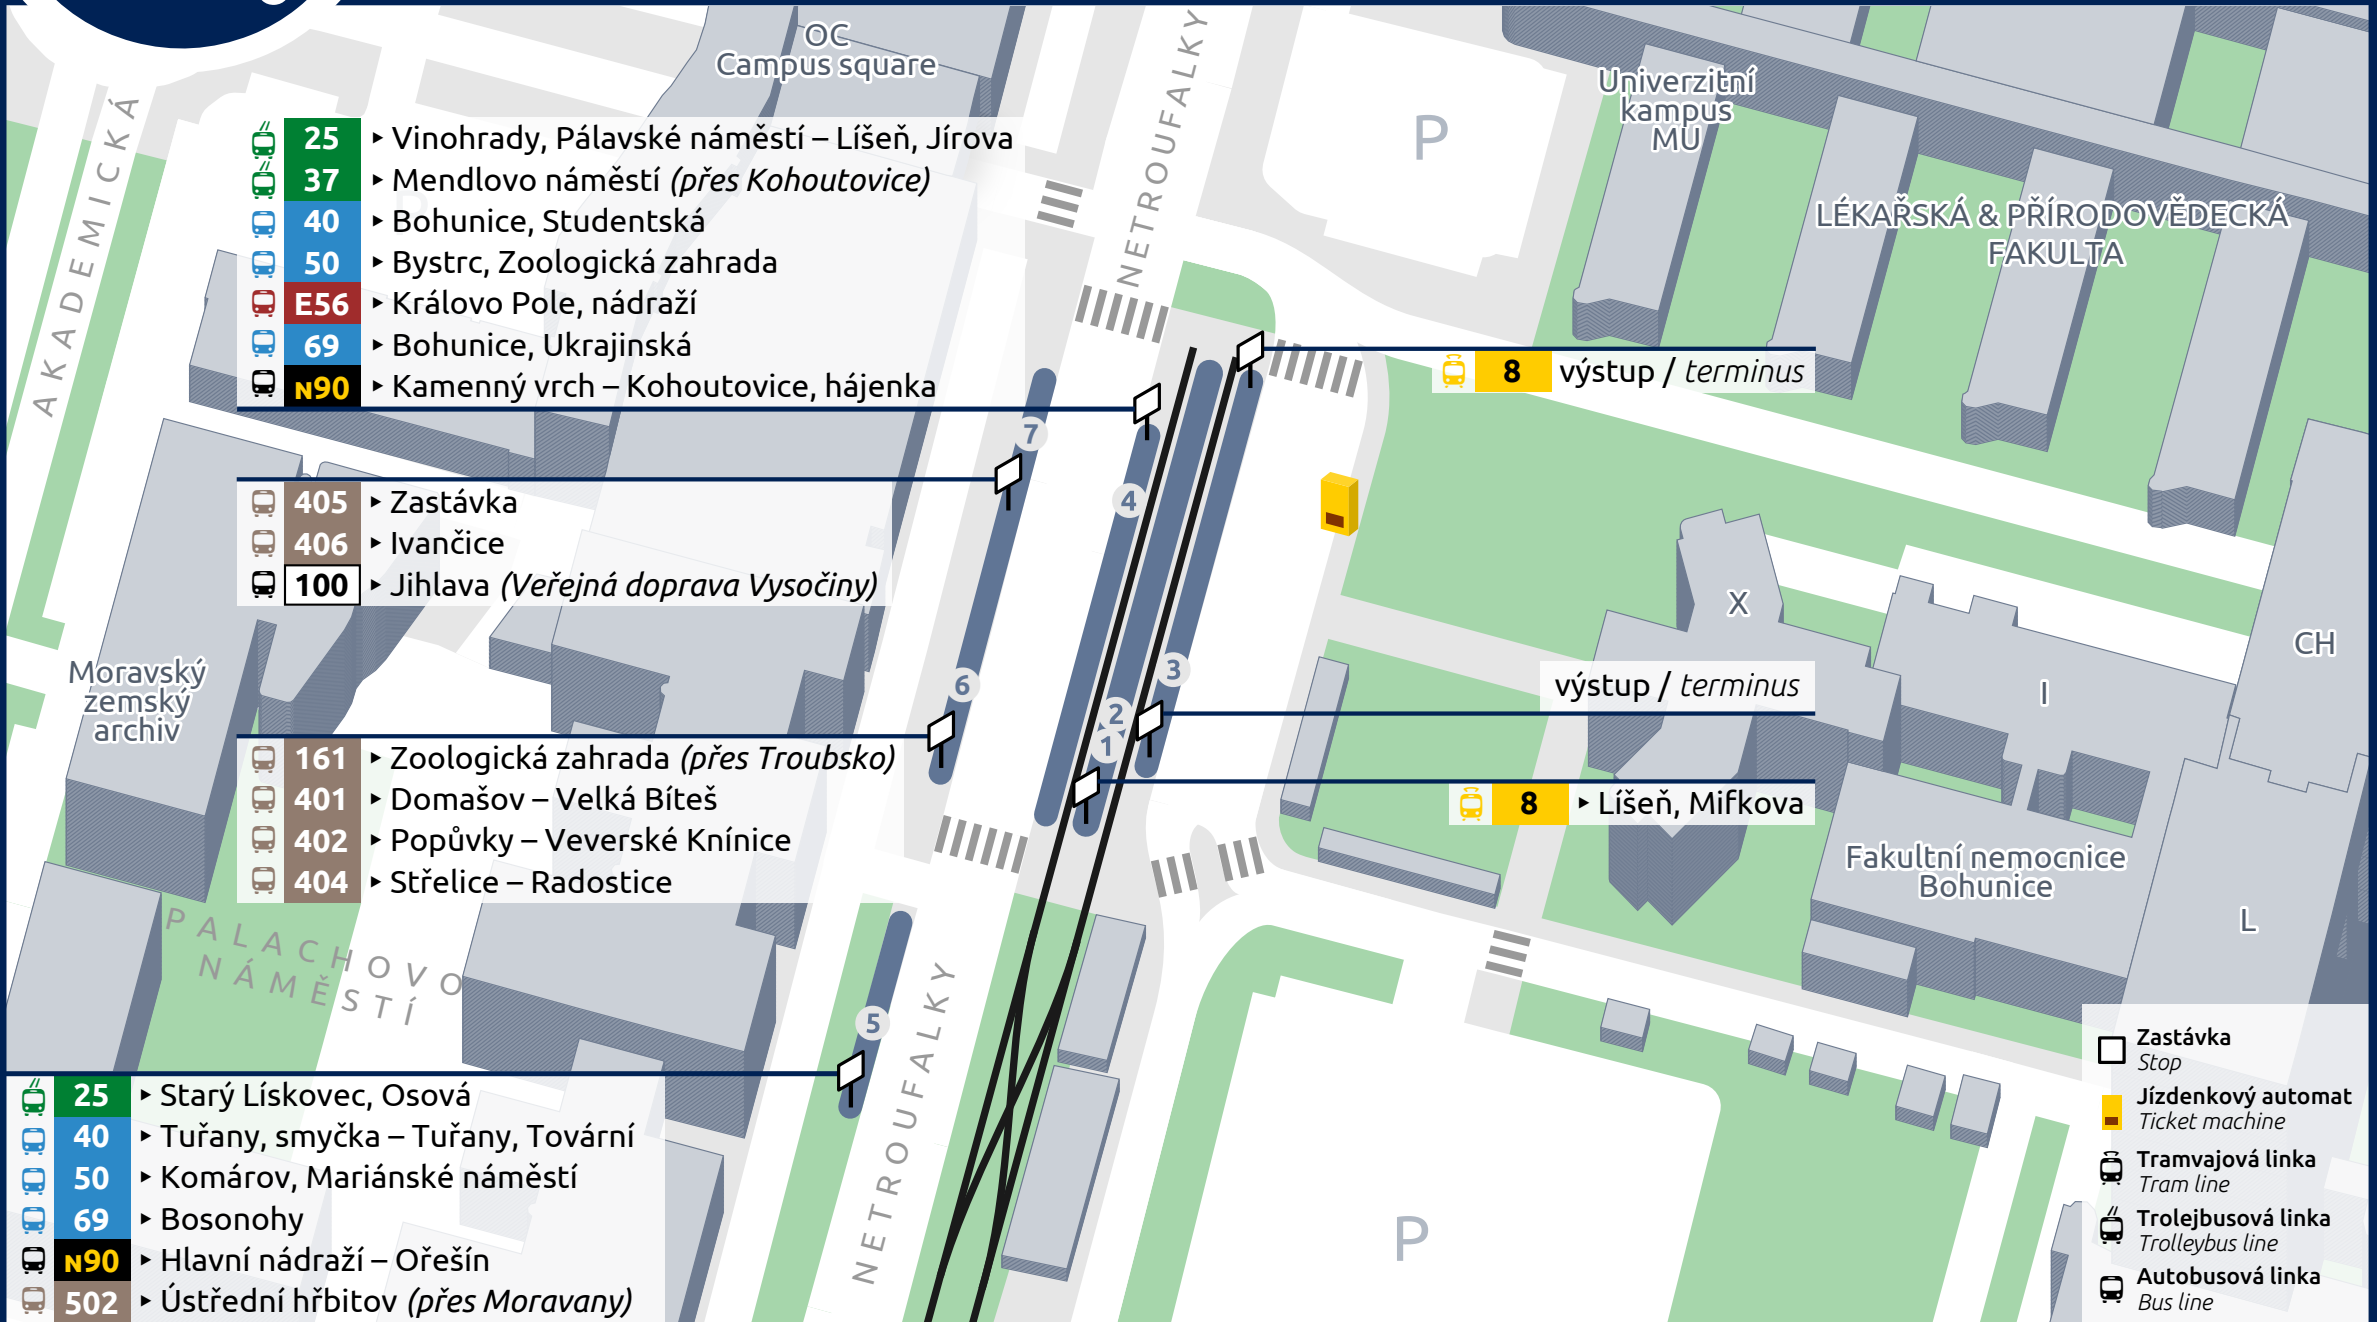 OC
Campus square
NETROUFALKY
Univerzitní
kampus
MU
P
AKADEMICKÁ
25 ▸ Vinohrady, Pálavské náměstí – Líšeň, Jírova
37 ▸ Mendlovo náměstí (přes Kohoutovice)
40 ▸ Bohunice, Studentská
50 ▸ Bystrc, Zoologická zahrada
E56 ▸ Královo Pole, nádraží
69 ▸ Bohunice, Ukrajinská
N90 ▸ Kamenný vrch – Kohoutovice, hájenka
LÉKAŘSKÁ & PŘÍRODOVĚDECKÁ
FAKULTA
8 výstup / terminus
7
4
405 ▸ Zastávka
406 ▸ Ivančice
100 ▸ Jihlava (Veřejná doprava Vysočiny)
X
CH
I
Moravský
zemský
archiv
6
3
2
1
výstup / terminus
161 ▸ Zoologická zahrada (přes Troubsko)
401 ▸ Domašov – Velká Bíteš
402 ▸ Popůvky – Veverské Knínice
404 ▸ Střelice – Radostice
8 ▸ Líšeň, Mifkova
Fakultní nemocnice
Bohunice
L
PALACHOVO
NÁMĚSTÍ
5
NETROUFALKY
25 ▸ Starý Lískovec, Osová
40 ▸ Tuřany, smyčka – Tuřany, Tovární
50 ▸ Komárov, Mariánské náměstí
69 ▸ Bosonohy
N90 ▸ Hlavní nádraží – Ořešín
502 ▸ Ústřední hřbitov (přes Moravany)
P
Zastávka
Stop
Jízdenkový automat
Ticket machine
Tramvajová linka
Tram line
Trolejbusová linka
Trolleybus line
Autobusová linka
Bus line